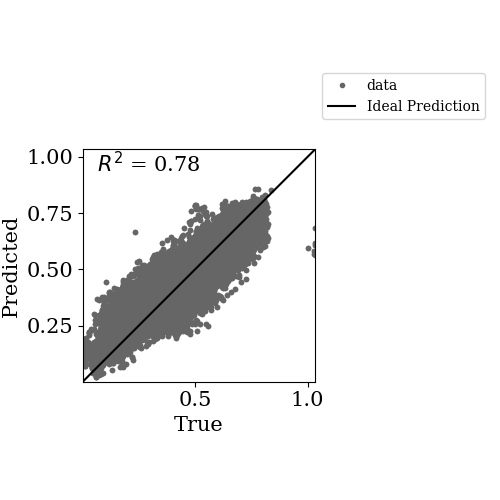 data
Ideal Prediction
R² = 0.78
1.00
0.75
0.50
0.25
Predicted
0.5 1.0
True